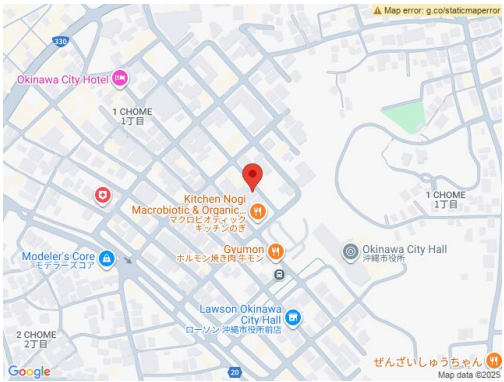 Map error: g.co/staticmaperror
330
Okinawa City Hotel
1 CHOME
1丁目
Kitchen Nogi
Macrobiotic & Organic...
マクロビオティック
キッチンのぎ
1 CHOME
1丁目
Modeler's Core
モデラーズコア
Gyumon
ホルモン焼き肉 牛モン
Okinawa City Hall
沖縄市役所
Lawson Okinawa
City Hall
ローソン 沖縄市役所前店
2 CHOME
2丁目
20
ぜんざいしゅうちゃん
Google
Map data ©2025